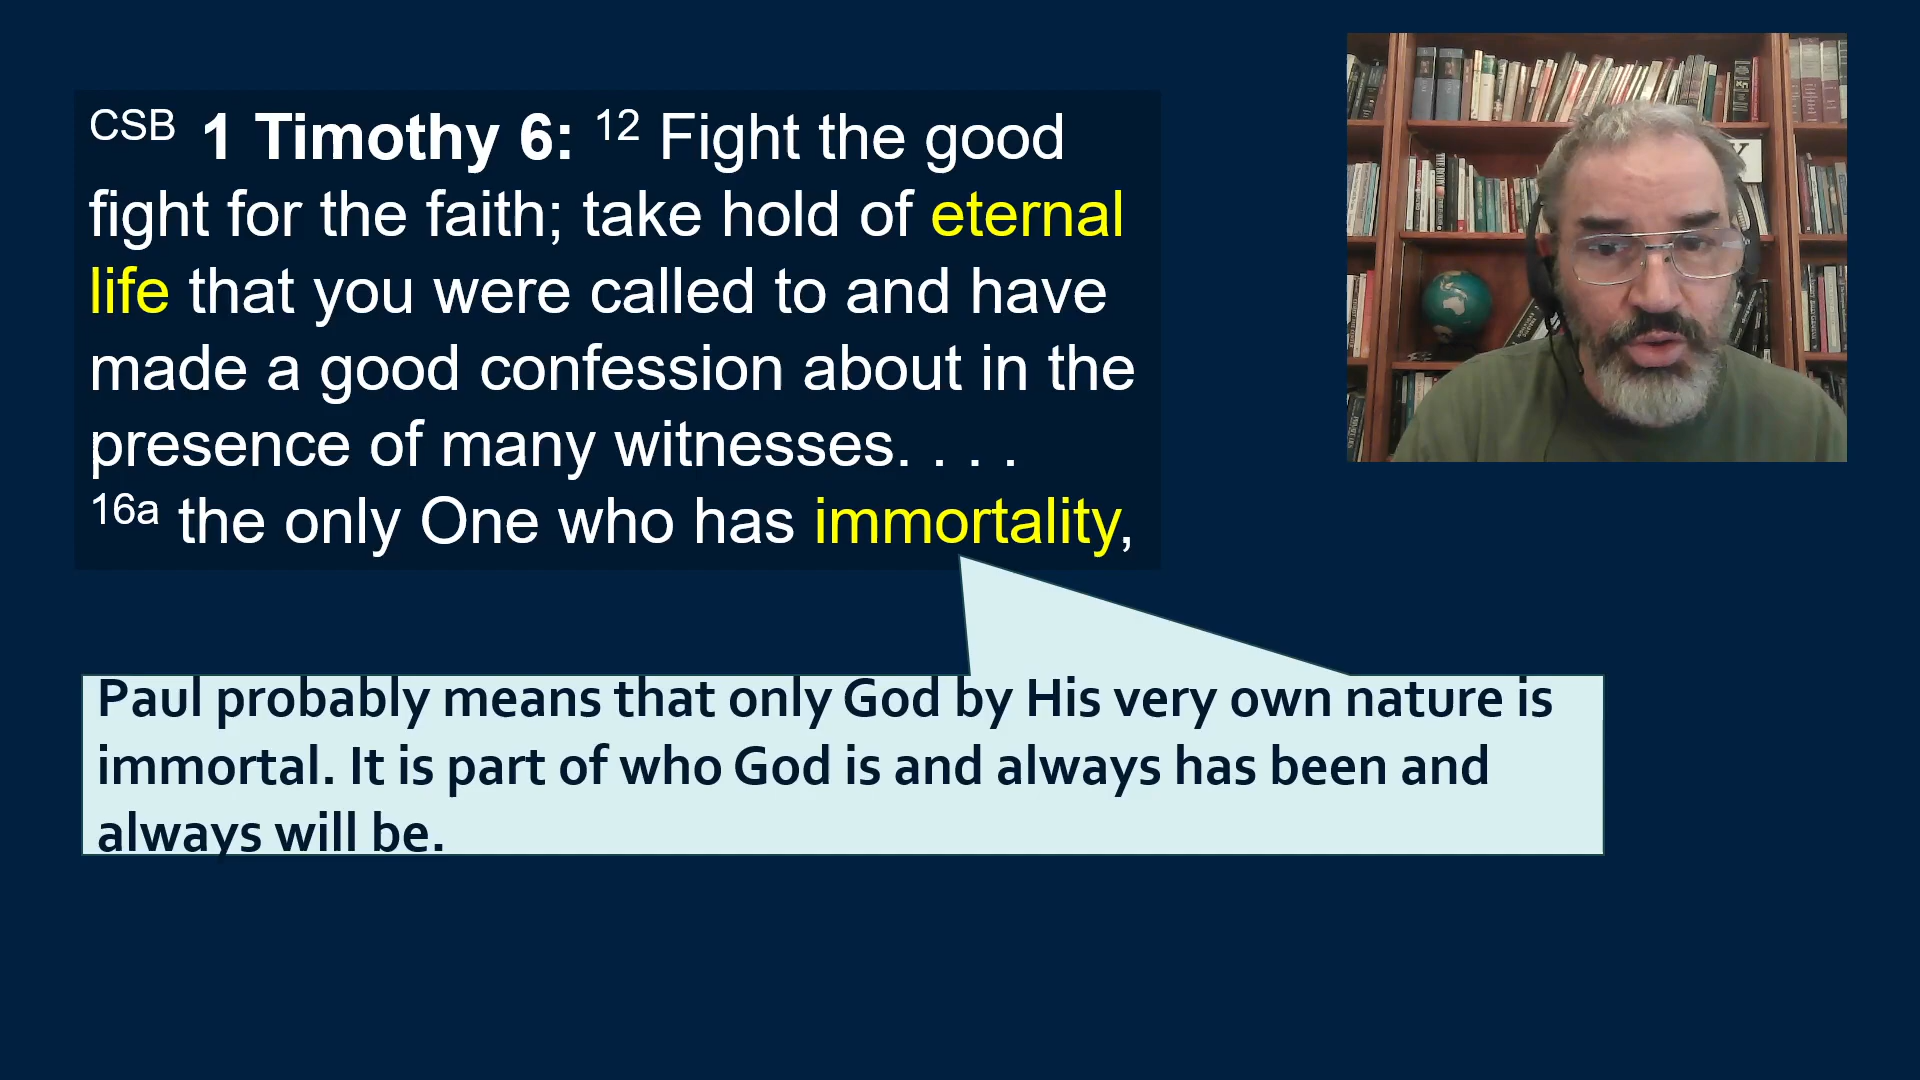 CSB 1 Timothy 6: 12 Fight the good
fight for the faith; take hold of eternal
life that you were called to and have
made a good confession about in the
presence of many witnesses. . . .
16a the only One who has immortality,
Paul probably means that only God by His very own nature is
immortal. It is part of who God is and always has been and
always will be.